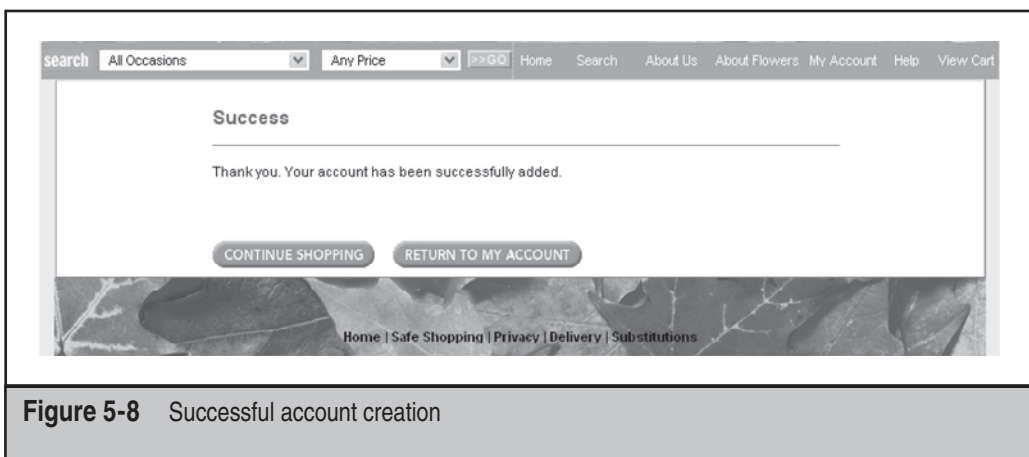 search All Occasions Any Price >>GO Home Search About Us About Flowers My Account Help View Cart
Success
Thank you. Your account has been successfully added.
CONTINUE SHOPPING RETURN TO MY ACCOUNT
Home | Safe Shopping | Privacy | Delivery | Substitutions
Figure 5-8 Successful account creation